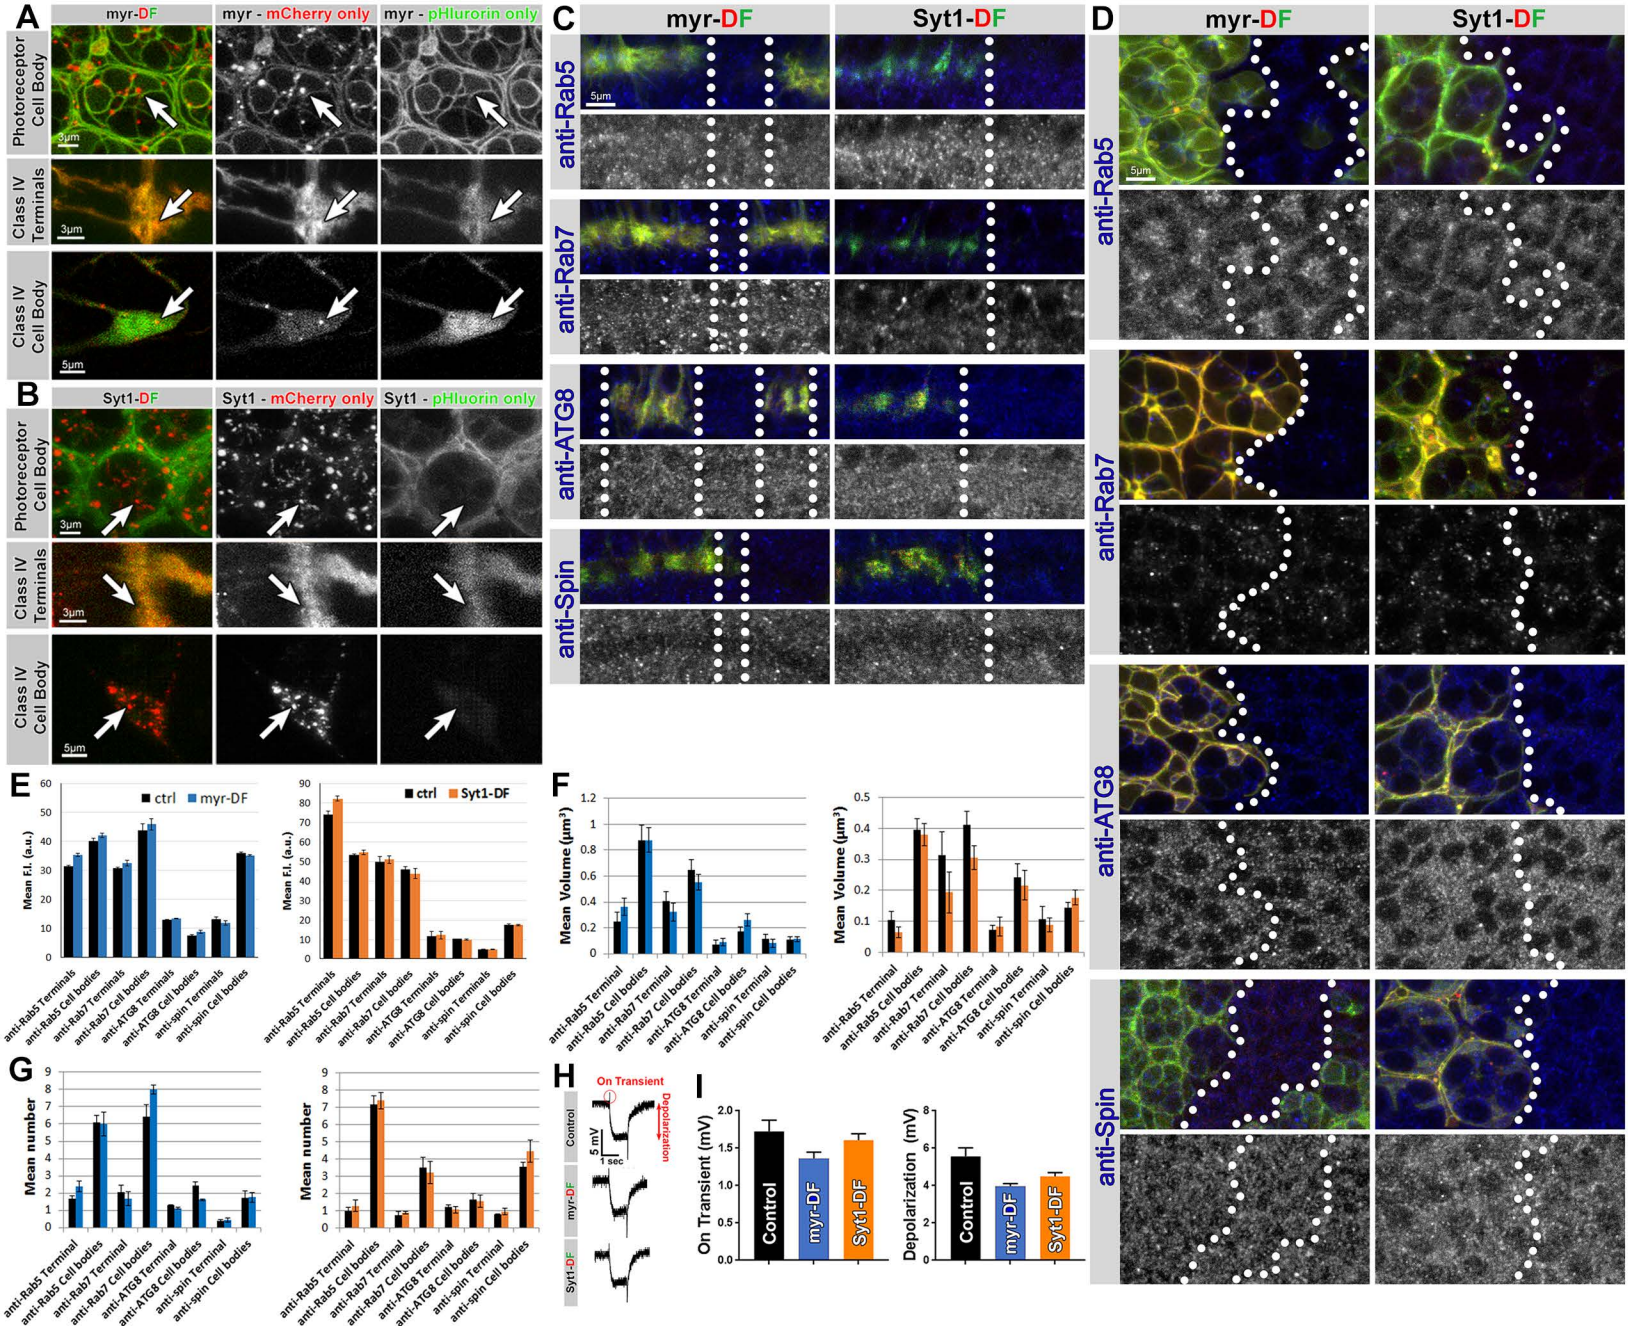 A
myr-DF
myr - mCherry only
myr - pHlurorin only
Photoreceptor
Cell Body
3µm
Class IV
Terminals
3µm
Class IV
Cell Body
5µm
B
Syt1-DF
Syt1 - mCherry only
Syt1 - pHluorin only
Photoreceptor
Cell Body
3µm
Class IV
Terminals
3µm
Class IV
Cell Body
5µm
C
myr-DF
Syt1-DF
anti-Rab5
5µm
anti-Rab7
anti-ATG8
anti-Spin
D
myr-DF
Syt1-DF
anti-Rab5
5µm
anti-Rab7
anti-ATG8
anti-Spin
E
60
50
40
30
20
10
0
Mean F.I. (a.u.)
ctrl
myr-DF
anti-Rab5 Terminals
anti-Rab5 Cell bodies
anti-Rab7 Terminals
anti-Rab7 Cell bodies
anti-ATG8 Terminals
anti-ATG8 Cell bodies
anti-spin Terminals
anti-spin Cell bodies
90
80
70
60
50
40
30
20
10
0
Mean F.I. (a.u.)
ctrl
Syt1-DF
anti-Rab5 Terminals
anti-Rab5 Cell bodies
anti-Rab7 Terminals
anti-Rab7 Cell bodies
anti-ATG8 Terminals
anti-ATG8 Cell bodies
anti-spin Terminals
anti-spin Cell bodies
F
1.2
1
0.8
0.6
0.4
0.2
0
Mean Volume (µm³)
anti-Rab5 Terminal
anti-Rab5 Cell bodies
anti-Rab7 Terminal
anti-Rab7 Cell bodies
anti-ATG8 Terminal
anti-ATG8 Cell bodies
anti-spin Terminal
anti-spin Cell bodies
0.5
0.4
0.3
0.2
0.1
0
Mean Volume (µm³)
anti-Rab5 Terminal
anti-Rab5 Cell bodies
anti-Rab7 Terminal
anti-Rab7 Cell bodies
anti-ATG8 Terminal
anti-ATG8 Cell bodies
anti-spin Terminal
anti-spin Cell bodies
G
9
8
7
6
5
4
3
2
1
0
Mean number
anti-Rab5 Terminal
anti-Rab5 Cell bodies
anti-Rab7 Terminal
anti-Rab7 Cell bodies
anti-ATG8 Terminal
anti-ATG8 Cell bodies
anti-spin Terminal
anti-spin Cell bodies
9
8
7
6
5
4
3
2
1
0
Mean number
anti-Rab5 Terminal
anti-Rab5 Cell bodies
anti-Rab7 Terminal
anti-Rab7 Cell bodies
anti-ATG8 Terminal
anti-ATG8 Cell bodies
anti-spin Terminal
anti-spin Cell bodies
H
On Transient
Depolarization
Control
5 mV
1 sec
myr-DF
Syt1-DF
I
2.0
1.5
1.0
0.5
0.0
On Transient (mV)
Control
myr-DF
Syt1-DF
8
6
4
2
0
Depolarization (mV)
Control
myr-DF
Syt1-DF